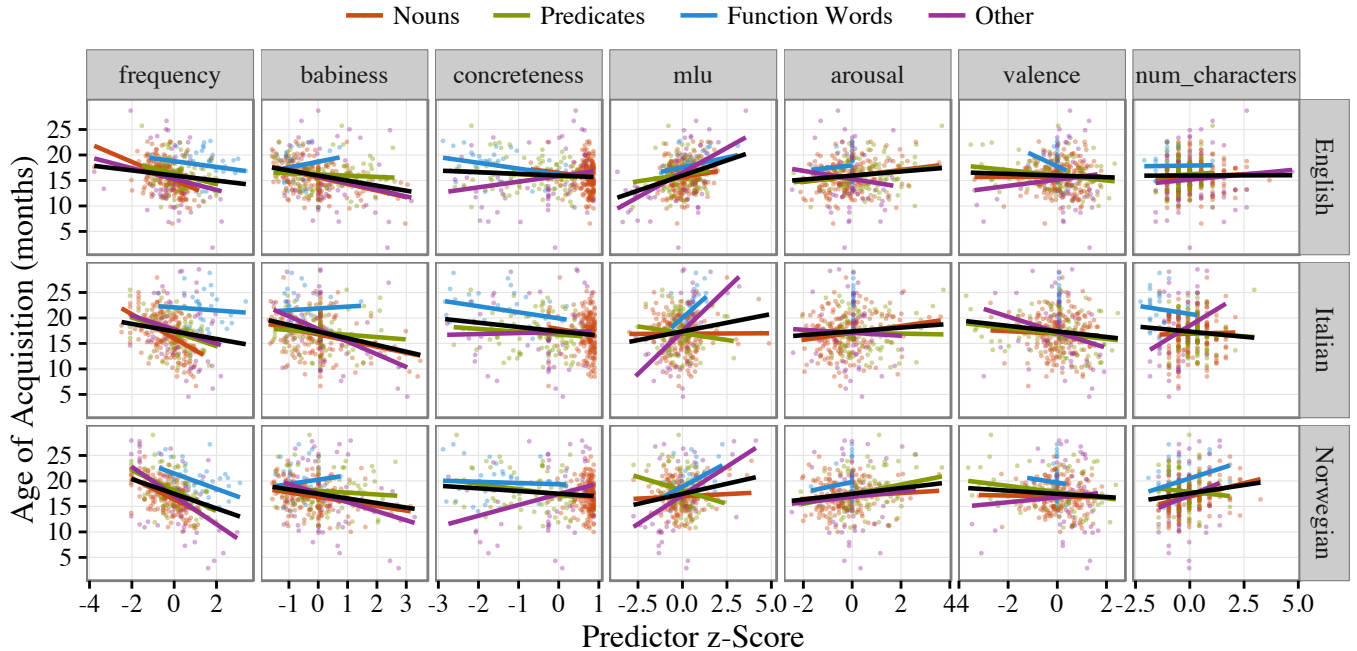 Nouns Predicates Function Words Other
frequency babiness concreteness mlu arousal valence num_characters
Age of Acquisition (months)
25
20
15
10
5
English
25
20
15
10
5
Italian
25
20
15
10
5
Norwegian
-4 -2 0 2 -1 0 1 2 3 -3 -2 -1 0 1 -2.5 0.0 2.5 5.0 -2 0 2 4 -4 -2 0 2 -2.5 0.0 2.5 5.0
Predictor z-Score